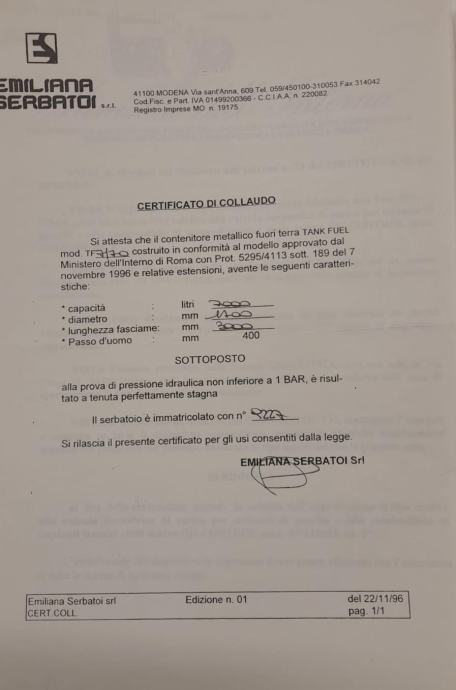 EMILIANA
SERBATOI s.r.l.
41100 MODENA Via sant'Anna, 609 Tel. 059/450100-310053 Fax 314042
Cod.Fisc. e Part. IVA 01499200366 - C.C.I.A.A. n. 220082
Registro Imprese MO n. 19175
CERTIFICATO DI COLLAUDO
Si attesta che il contenitore metallico fuori terra TANK FUEL
mod. TF7/170 costruito in conformità al modello approvato dal
Ministero dell'Interno di Roma con Prot. 5295/4113 sott. 189 del 7
novembre 1996 e relative estensioni, avente le seguenti caratteri-
stiche:
* capacità : litri 7000
* diametro : mm 1700
* lunghezza fasciame: mm 3000
* Passo d'uomo : mm 400
SOTTOPOSTO
alla prova di pressione idraulica non inferiore a 1 BAR, è risul-
tato a tenuta perfettamente stagna
Il serbatoio è immatricolato con n°
Si rilascia il presente certificato per gli usi consentiti dalla legge.
EMILIANA SERBATOI Srl
Emiliana Serbatoi srl Edizione n. 01 del 22/11/96
CERT.COLL. pag. 1/1